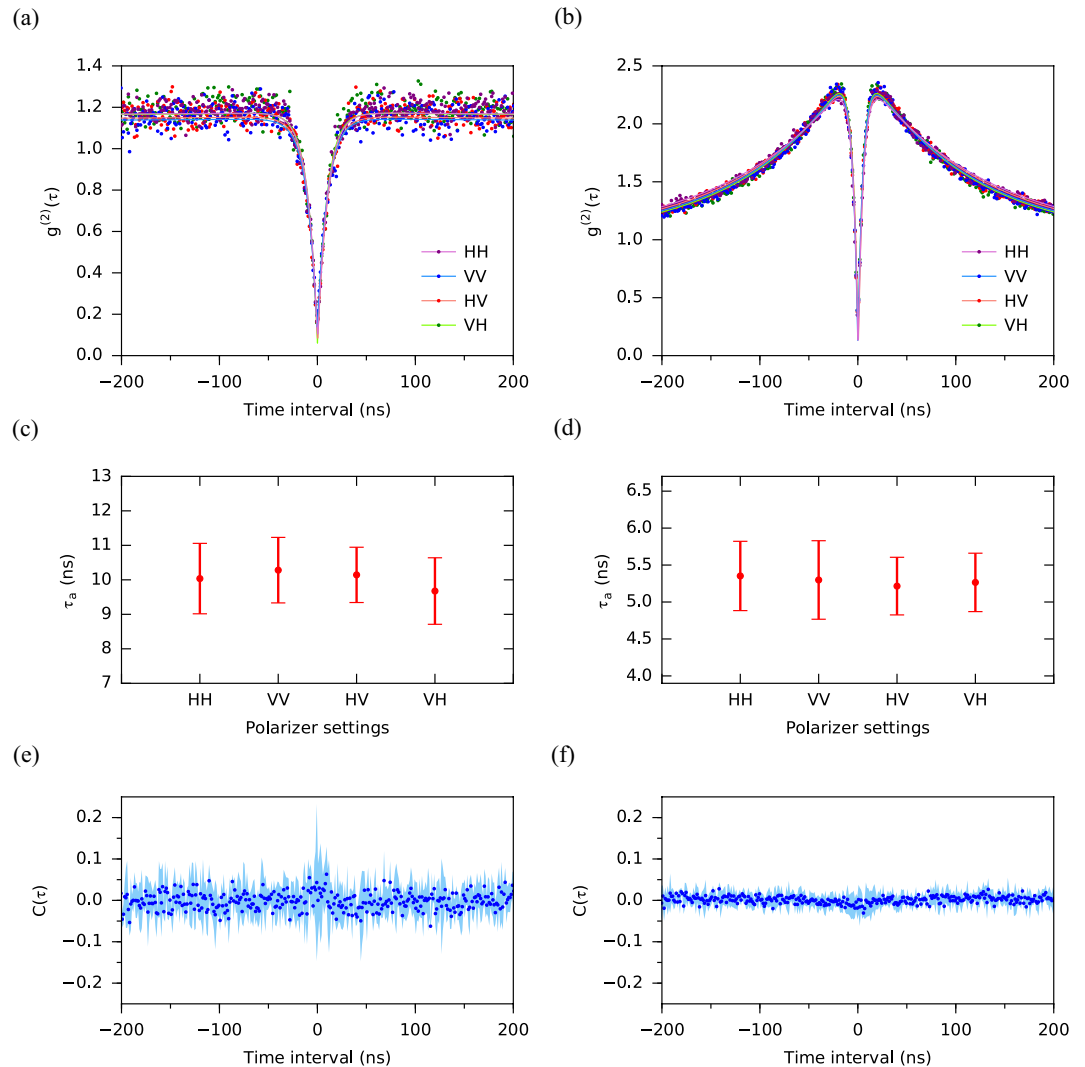 (a)
g(2)(τ)
1.4
1.2
1.0
0.8
0.6
0.4
0.2
0.0
HH
VV
HV
VH
−200
−100
0
100
200
Time interval (ns)
(b)
g(2)(τ)
2.5
2.0
1.5
1.0
0.5
0.0
HH
VV
HV
VH
−200
−100
0
100
200
Time interval (ns)
(c)
τa (ns)
13
12
11
10
9
8
7
HH
VV
HV
VH
Polarizer settings
(d)
τa (ns)
6.5
6.0
5.5
5.0
4.5
4.0
HH
VV
HV
VH
Polarizer settings
(e)
C(τ)
0.2
0.1
0.0
−0.1
−0.2
−200
−100
0
100
200
Time interval (ns)
(f)
C(τ)
0.2
0.1
0.0
−0.1
−0.2
−200
−100
0
100
200
Time interval (ns)